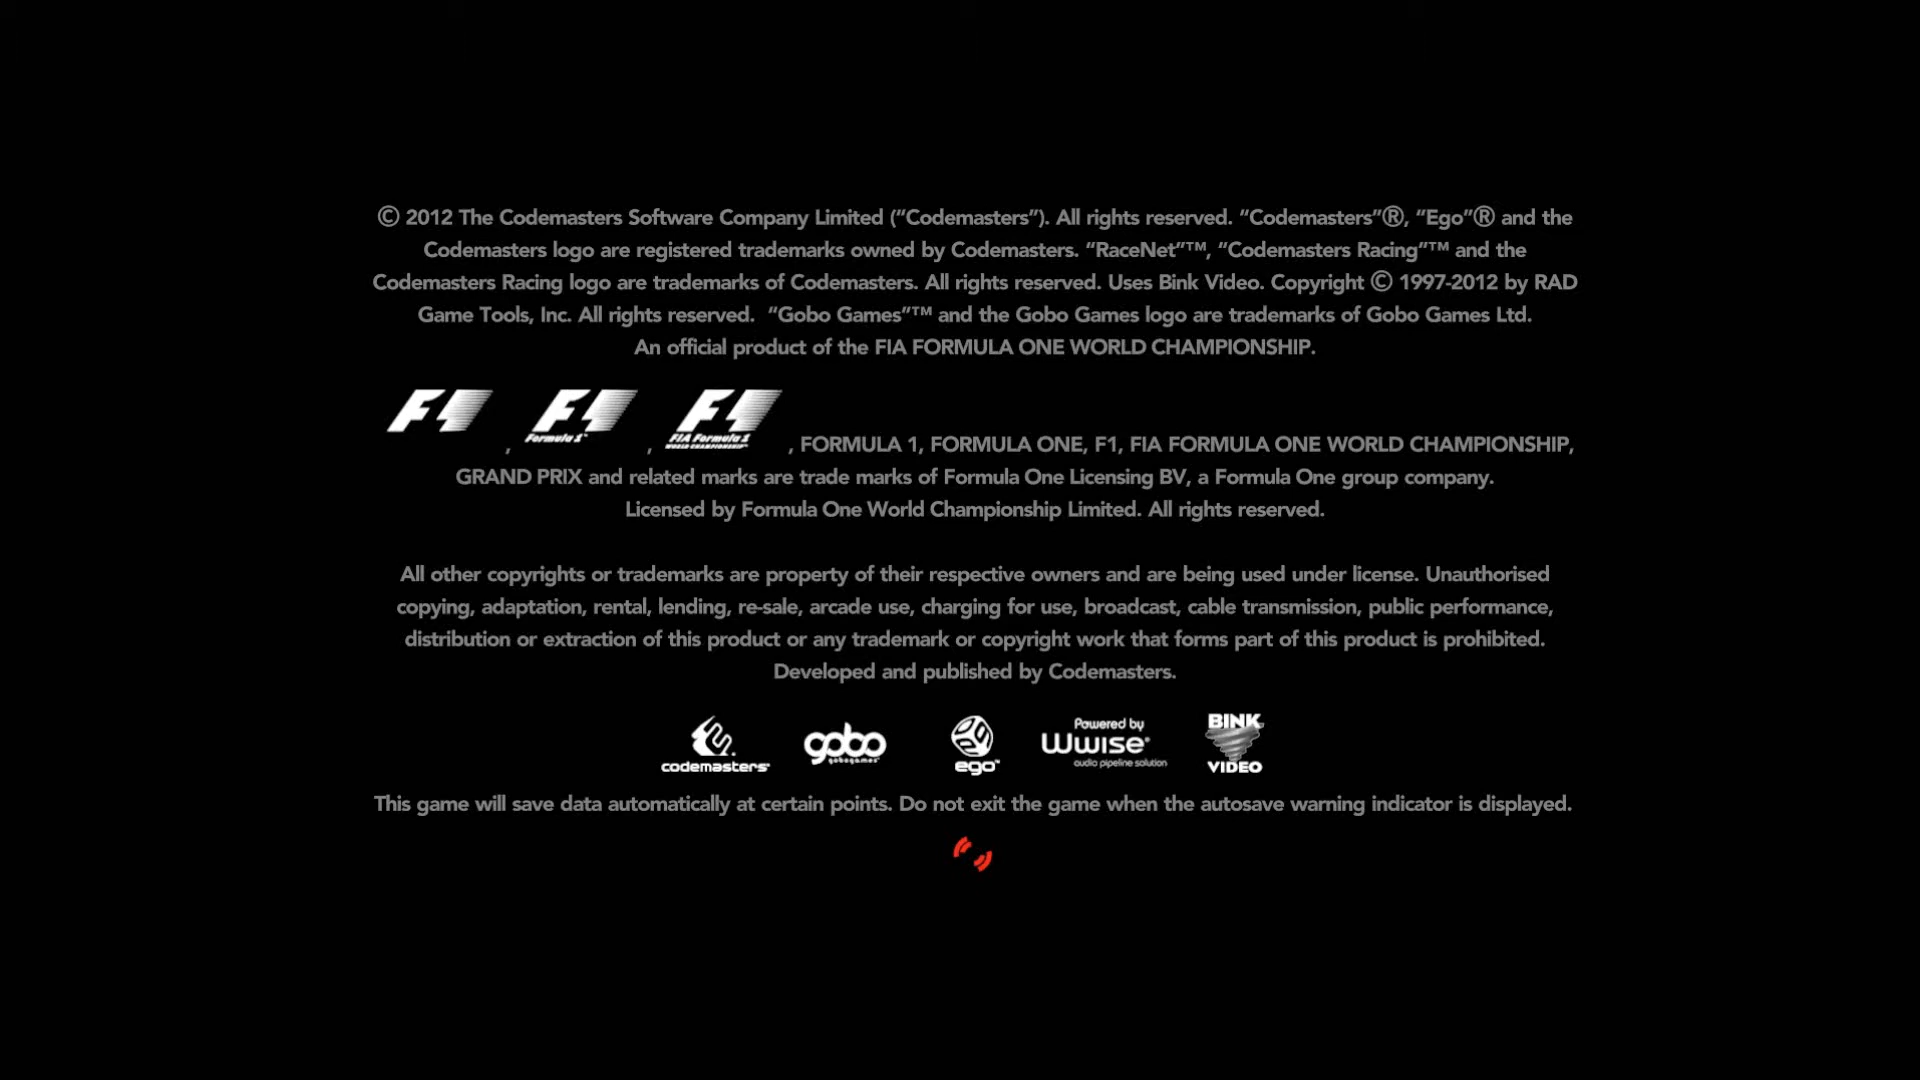 © 2012 The Codemasters Software Company Limited (“Codemasters”). All rights reserved. “Codemasters”®, “Ego”® and the
Codemasters logo are registered trademarks owned by Codemasters. “RaceNet”™, “Codemasters Racing”™ and the
Codemasters Racing logo are trademarks of Codemasters. All rights reserved. Uses Bink Video. Copyright © 1997-2012 by RAD
Game Tools, Inc. All rights reserved.  “Gobo Games”™ and the Gobo Games logo are trademarks of Gobo Games Ltd.
An official product of the FIA FORMULA ONE WORLD CHAMPIONSHIP.
F1, F1 Formula 1™, F1 FIA Formula 1 WORLD CHAMPIONSHIP™, FORMULA 1, FORMULA ONE, F1, FIA FORMULA ONE WORLD CHAMPIONSHIP,
GRAND PRIX and related marks are trade marks of Formula One Licensing BV, a Formula One group company.
Licensed by Formula One World Championship Limited. All rights reserved.
All other copyrights or trademarks are property of their respective owners and are being used under license. Unauthorised
copying, adaptation, rental, lending, re-sale, arcade use, charging for use, broadcast, cable transmission, public performance,
distribution or extraction of this product or any trademark or copyright work that forms part of this product is prohibited.
Developed and published by Codemasters.
codemasters®
gobo
gobogames™
ego™
Powered by
Wwise®
audio pipeline solution
BINK
VIDEO
This game will save data automatically at certain points. Do not exit the game when the autosave warning indicator is displayed.